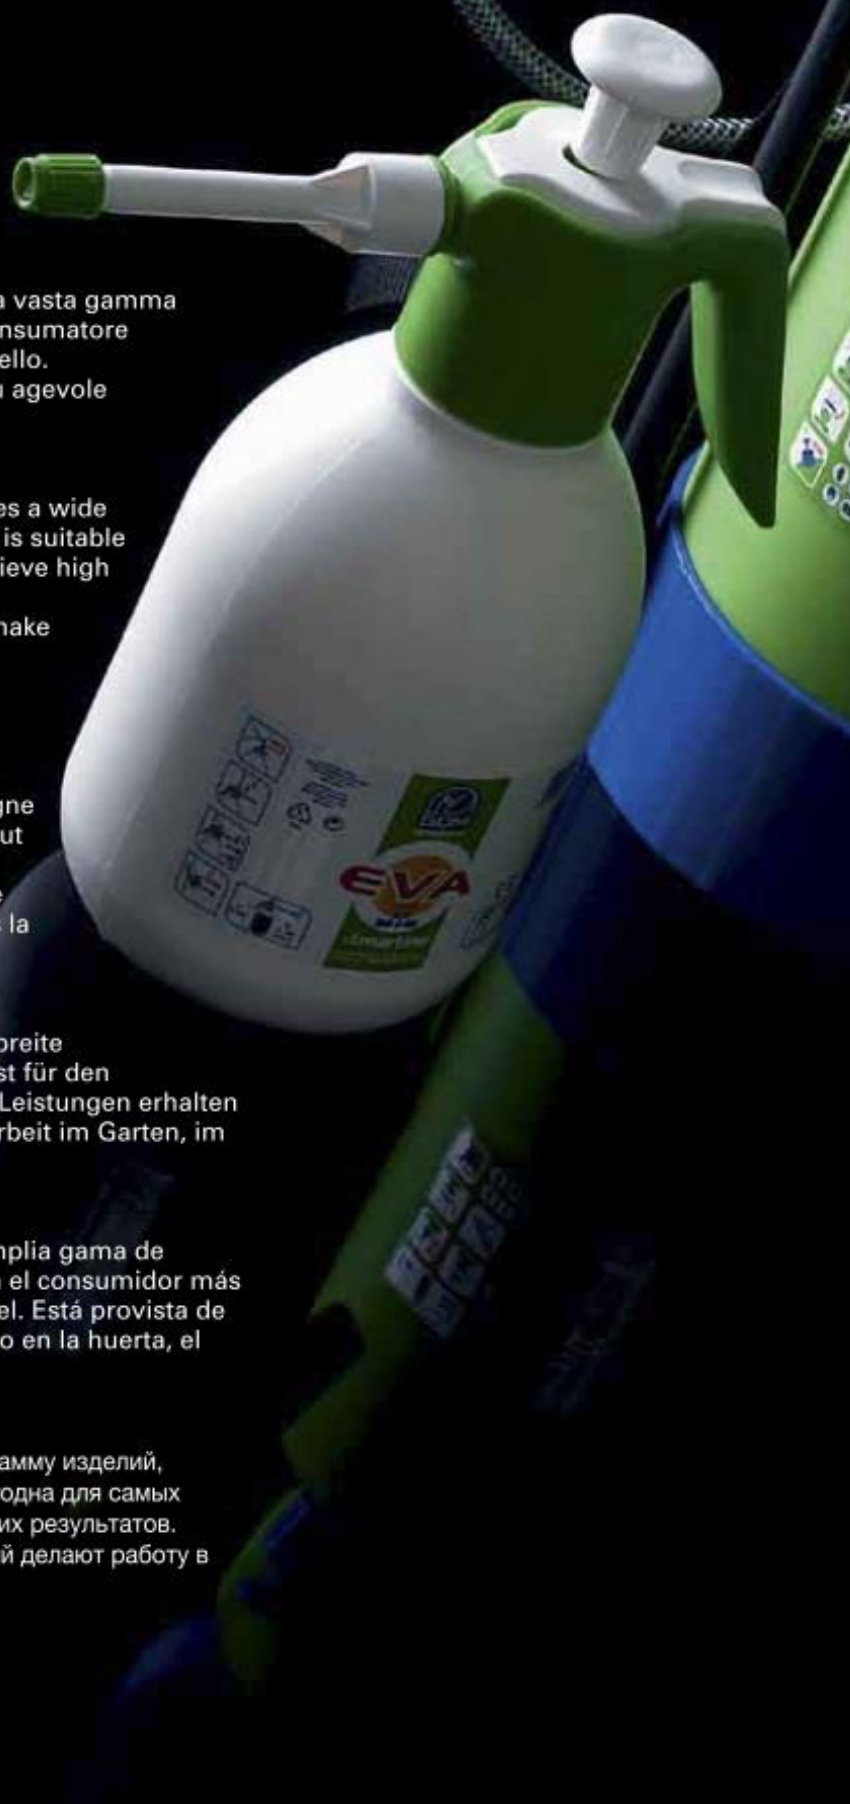 a vasta gamma
nsumatore
ello.
ù agevole
es a wide
is suitable
ieve high
nake
gne
ut
e
s la
breite
st für den
Leistungen erhalten
rbeit im Garten, im
nplia gama de
el consumidor más
el. Está provista de
o en la huerta, el
амму изделий,
одна для самых
их результатов.
й делают работу в
EVA